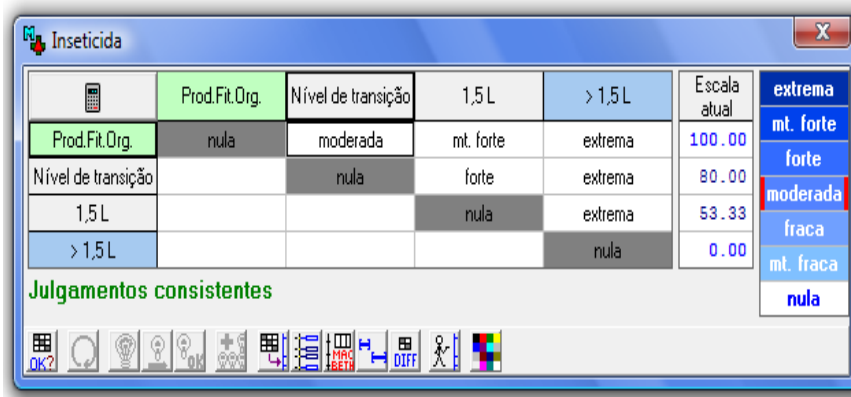 Inseticida
Prod.Fit.Org. Nível de transição 1,5 L > 1,5 L Escala atual extrema
Prod.Fit.Org. nula moderada mt. forte extrema 100.00 mt. forte
Nível de transição nula forte extrema 80.00 forte
moderada
1,5 L nula extrema 53.33 fraca
> 1,5 L nula 0.00 mt. fraca
Julgamentos consistentes nula
OK? OK MAC BETH DIFF